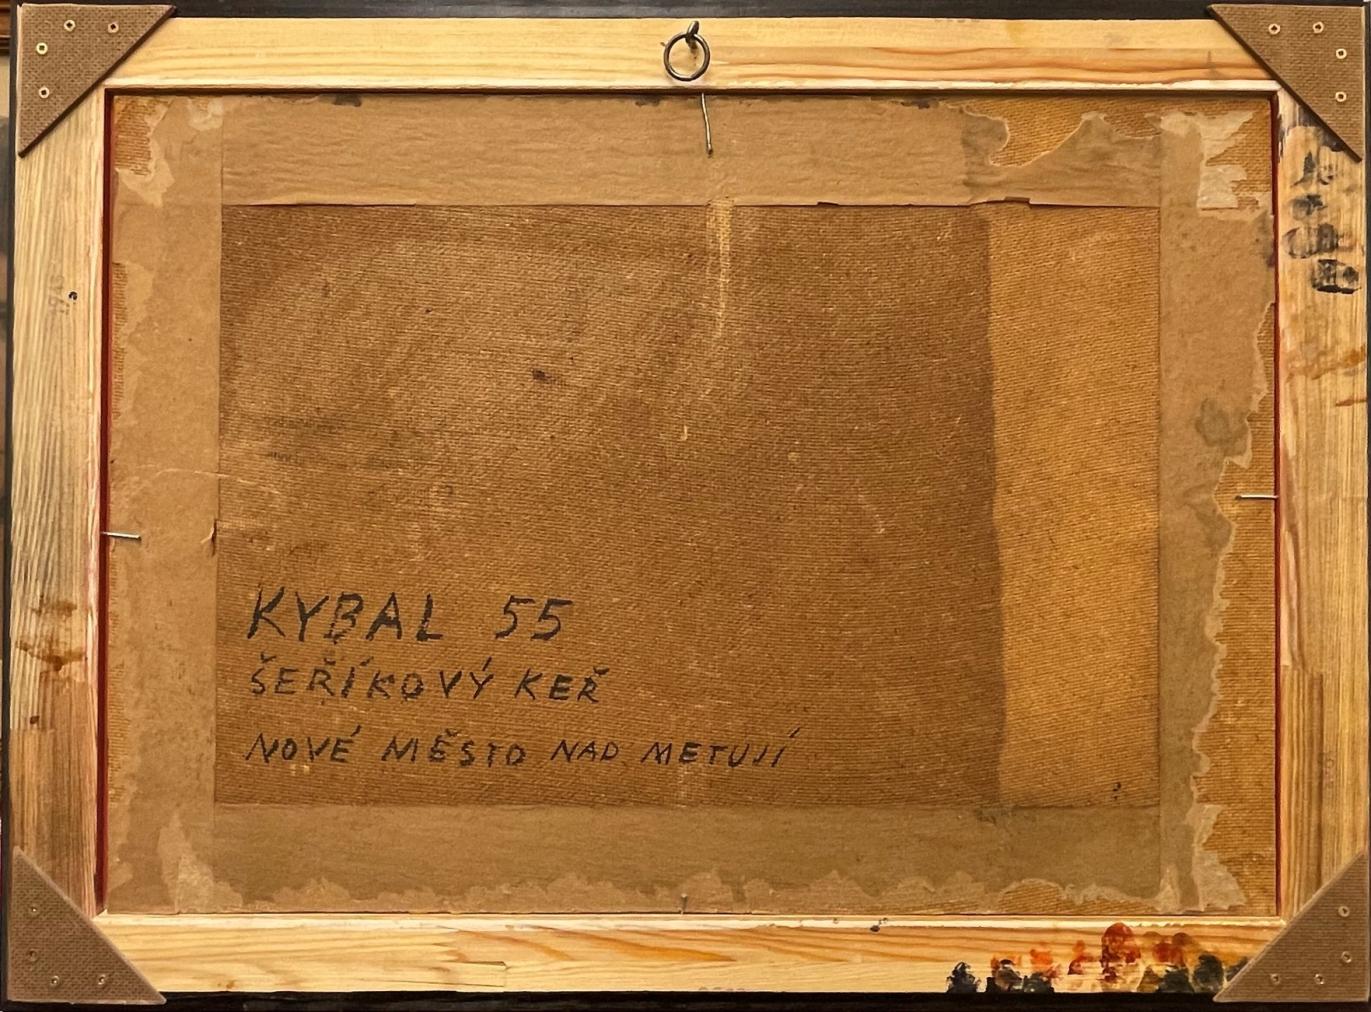 KYBAL 55
ŠEŘÍKOVÝ KEŘ
NOVÉ MĚSTO NAD METUJÍ